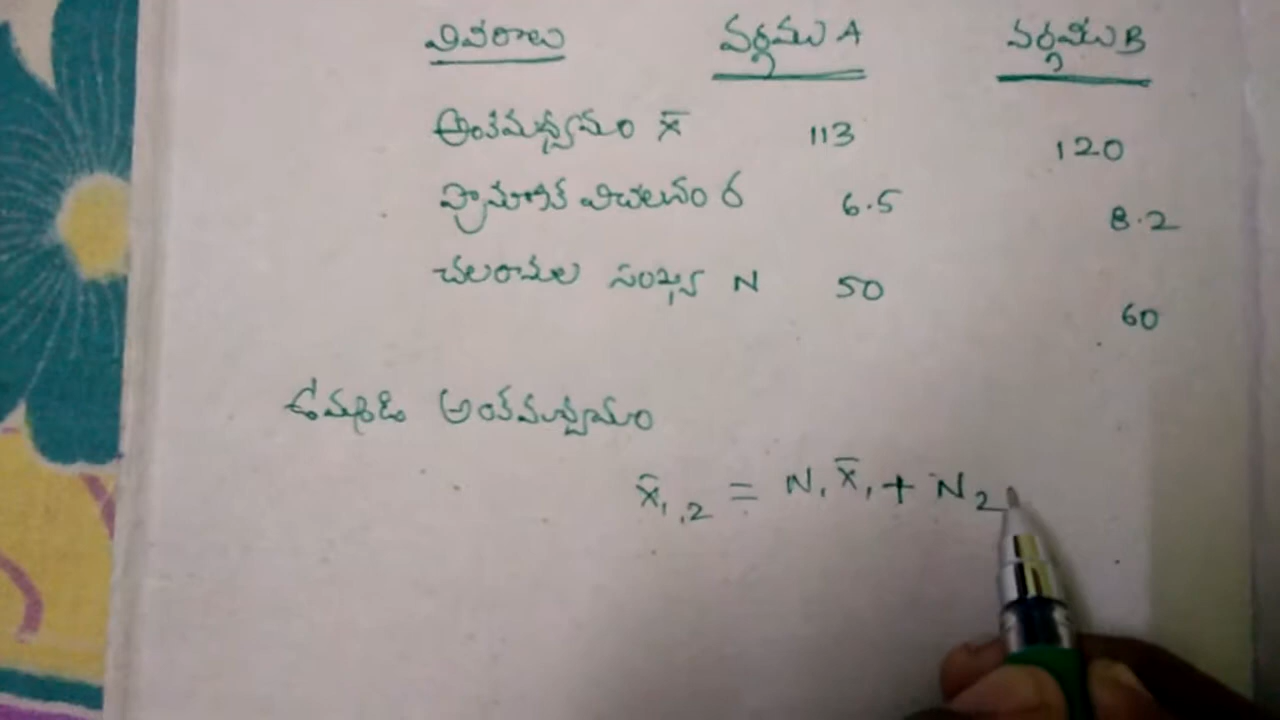 వివరాలు వర్గము A వర్గము B
అంకమధ్యమం x̄ 113 120
ప్రామాణిక విచలనం σ 6.5 8.2
చలరాసుల సంఖ్య N 50 60
ఉమ్మడి అంకమధ్యమం
x̄₁,₂ = N₁x̄₁ + N₂